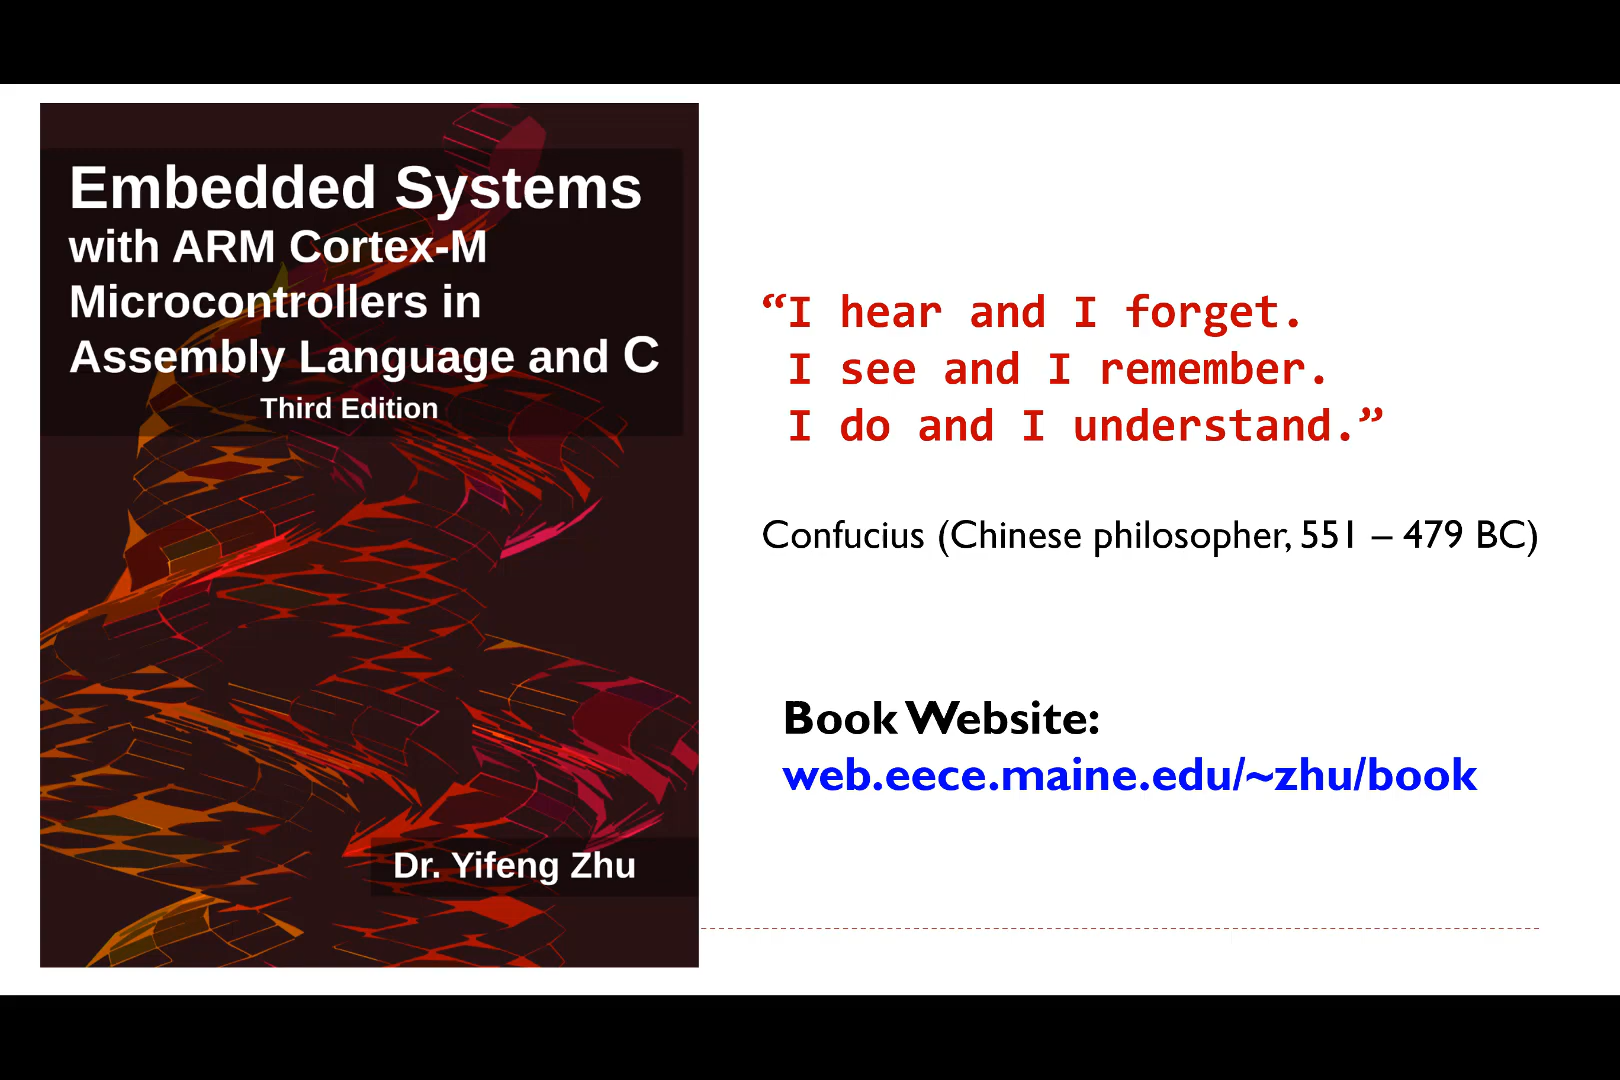 Embedded Systems
with ARM Cortex-M
Microcontrollers in
Assembly Language and C
Third Edition
Dr. Yifeng Zhu
“I hear and I forget.
I see and I remember.
I do and I understand.”
Confucius (Chinese philosopher, 551 – 479 BC)
Book Website:
web.eece.maine.edu/~zhu/book